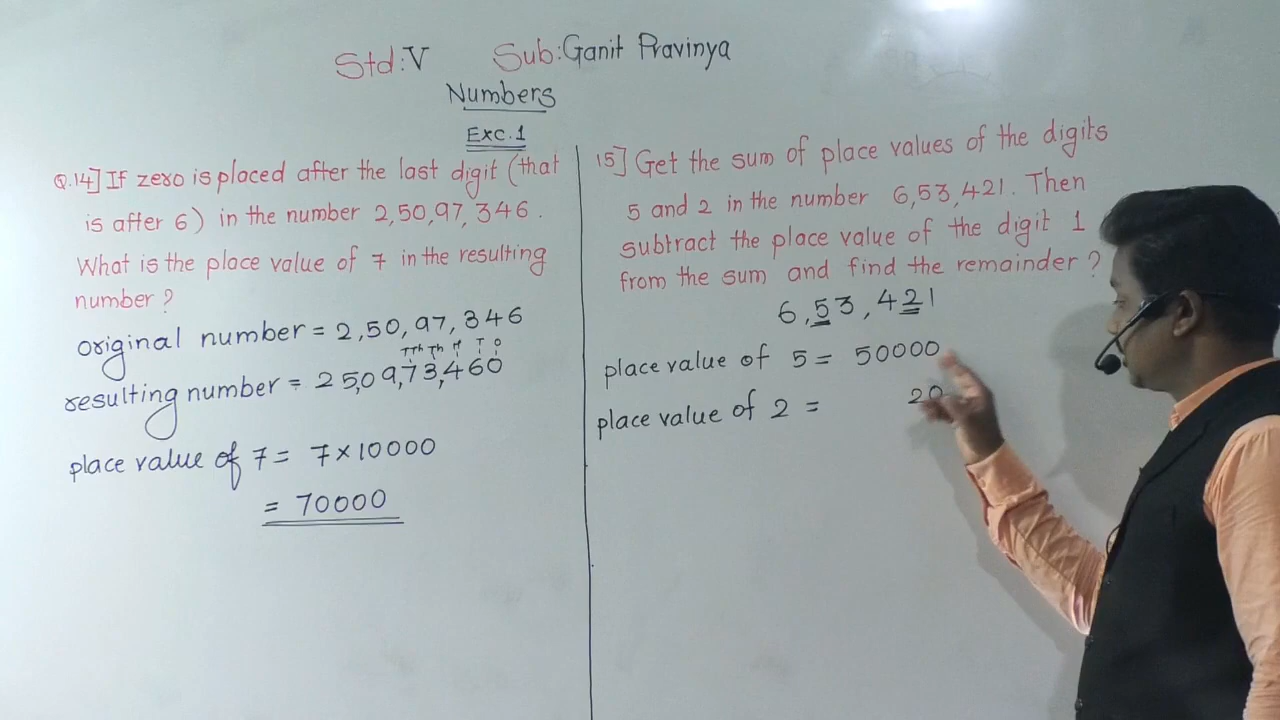 Std:V Sub:Ganit Pravinya
Numbers
Exc.1
Q.14] If zero is placed after the last digit (that
is after 6) in the number 2,50,97,346.
What is the place value of 7 in the resulting
number?
original number = 2,50,97,346
TTh Th H T O
resulting number = 25,09,73,460
place value of 7 = 7×10000
= 70000
15] Get the sum of place values of the digits
5 and 2 in the number 6,53,421. Then
subtract the place value of the digit 1
from the sum and find the remainder?
6,53,421
place value of 5 = 50000
place value of 2 = 20